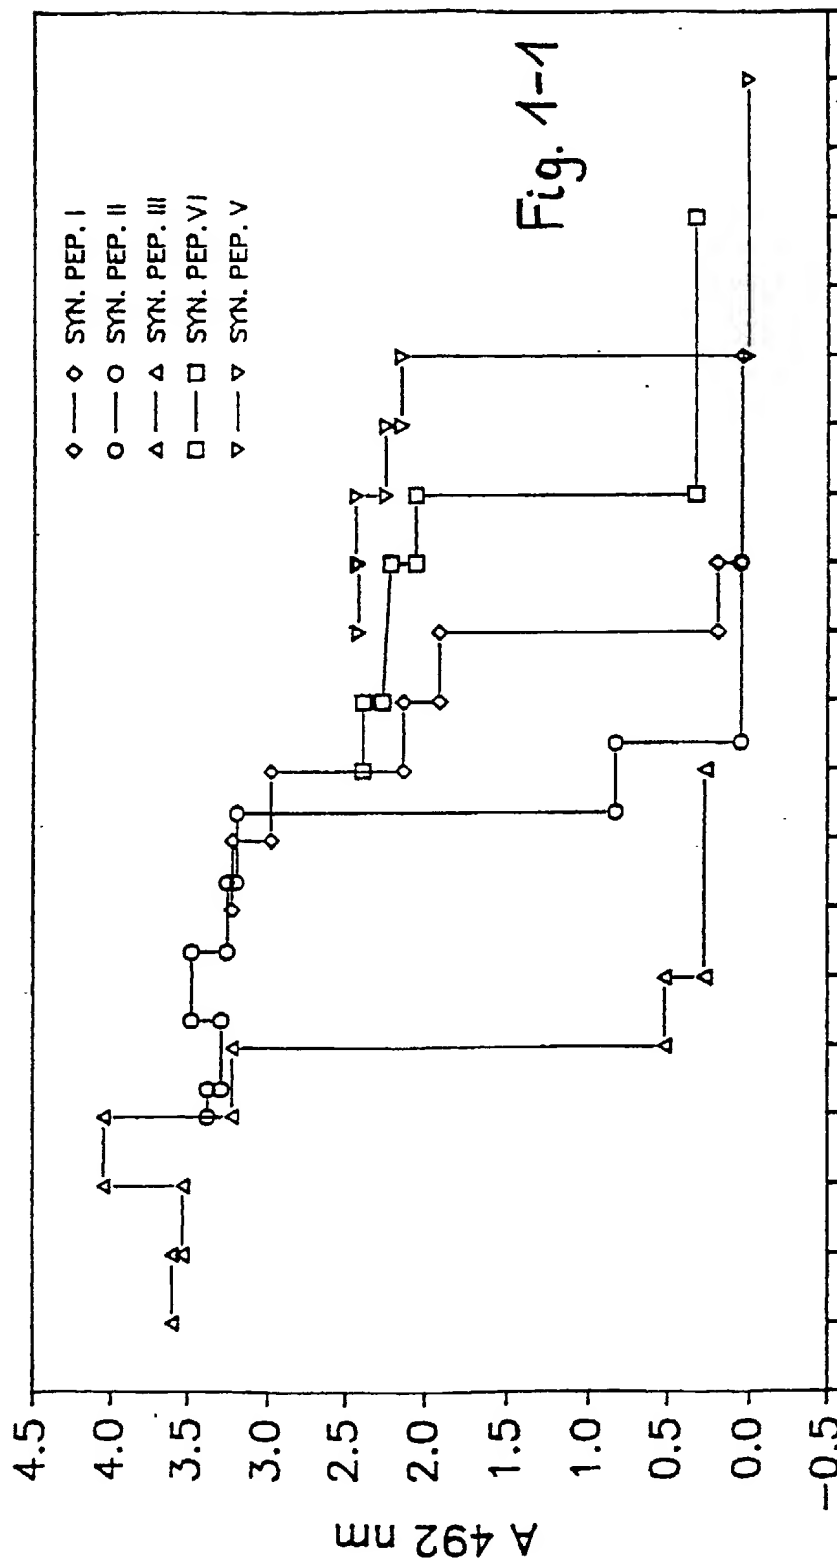 SYN. PEP. I
SYN. PEP. II
SYN. PEP. III
SYN. PEP. VI
SYN. PEP. V
Fig. 1-1
4.5
4.0
3.5
3.0
2.5
2.0
1.5
1.0
0.5
0.0
-0.5
A 492 nm